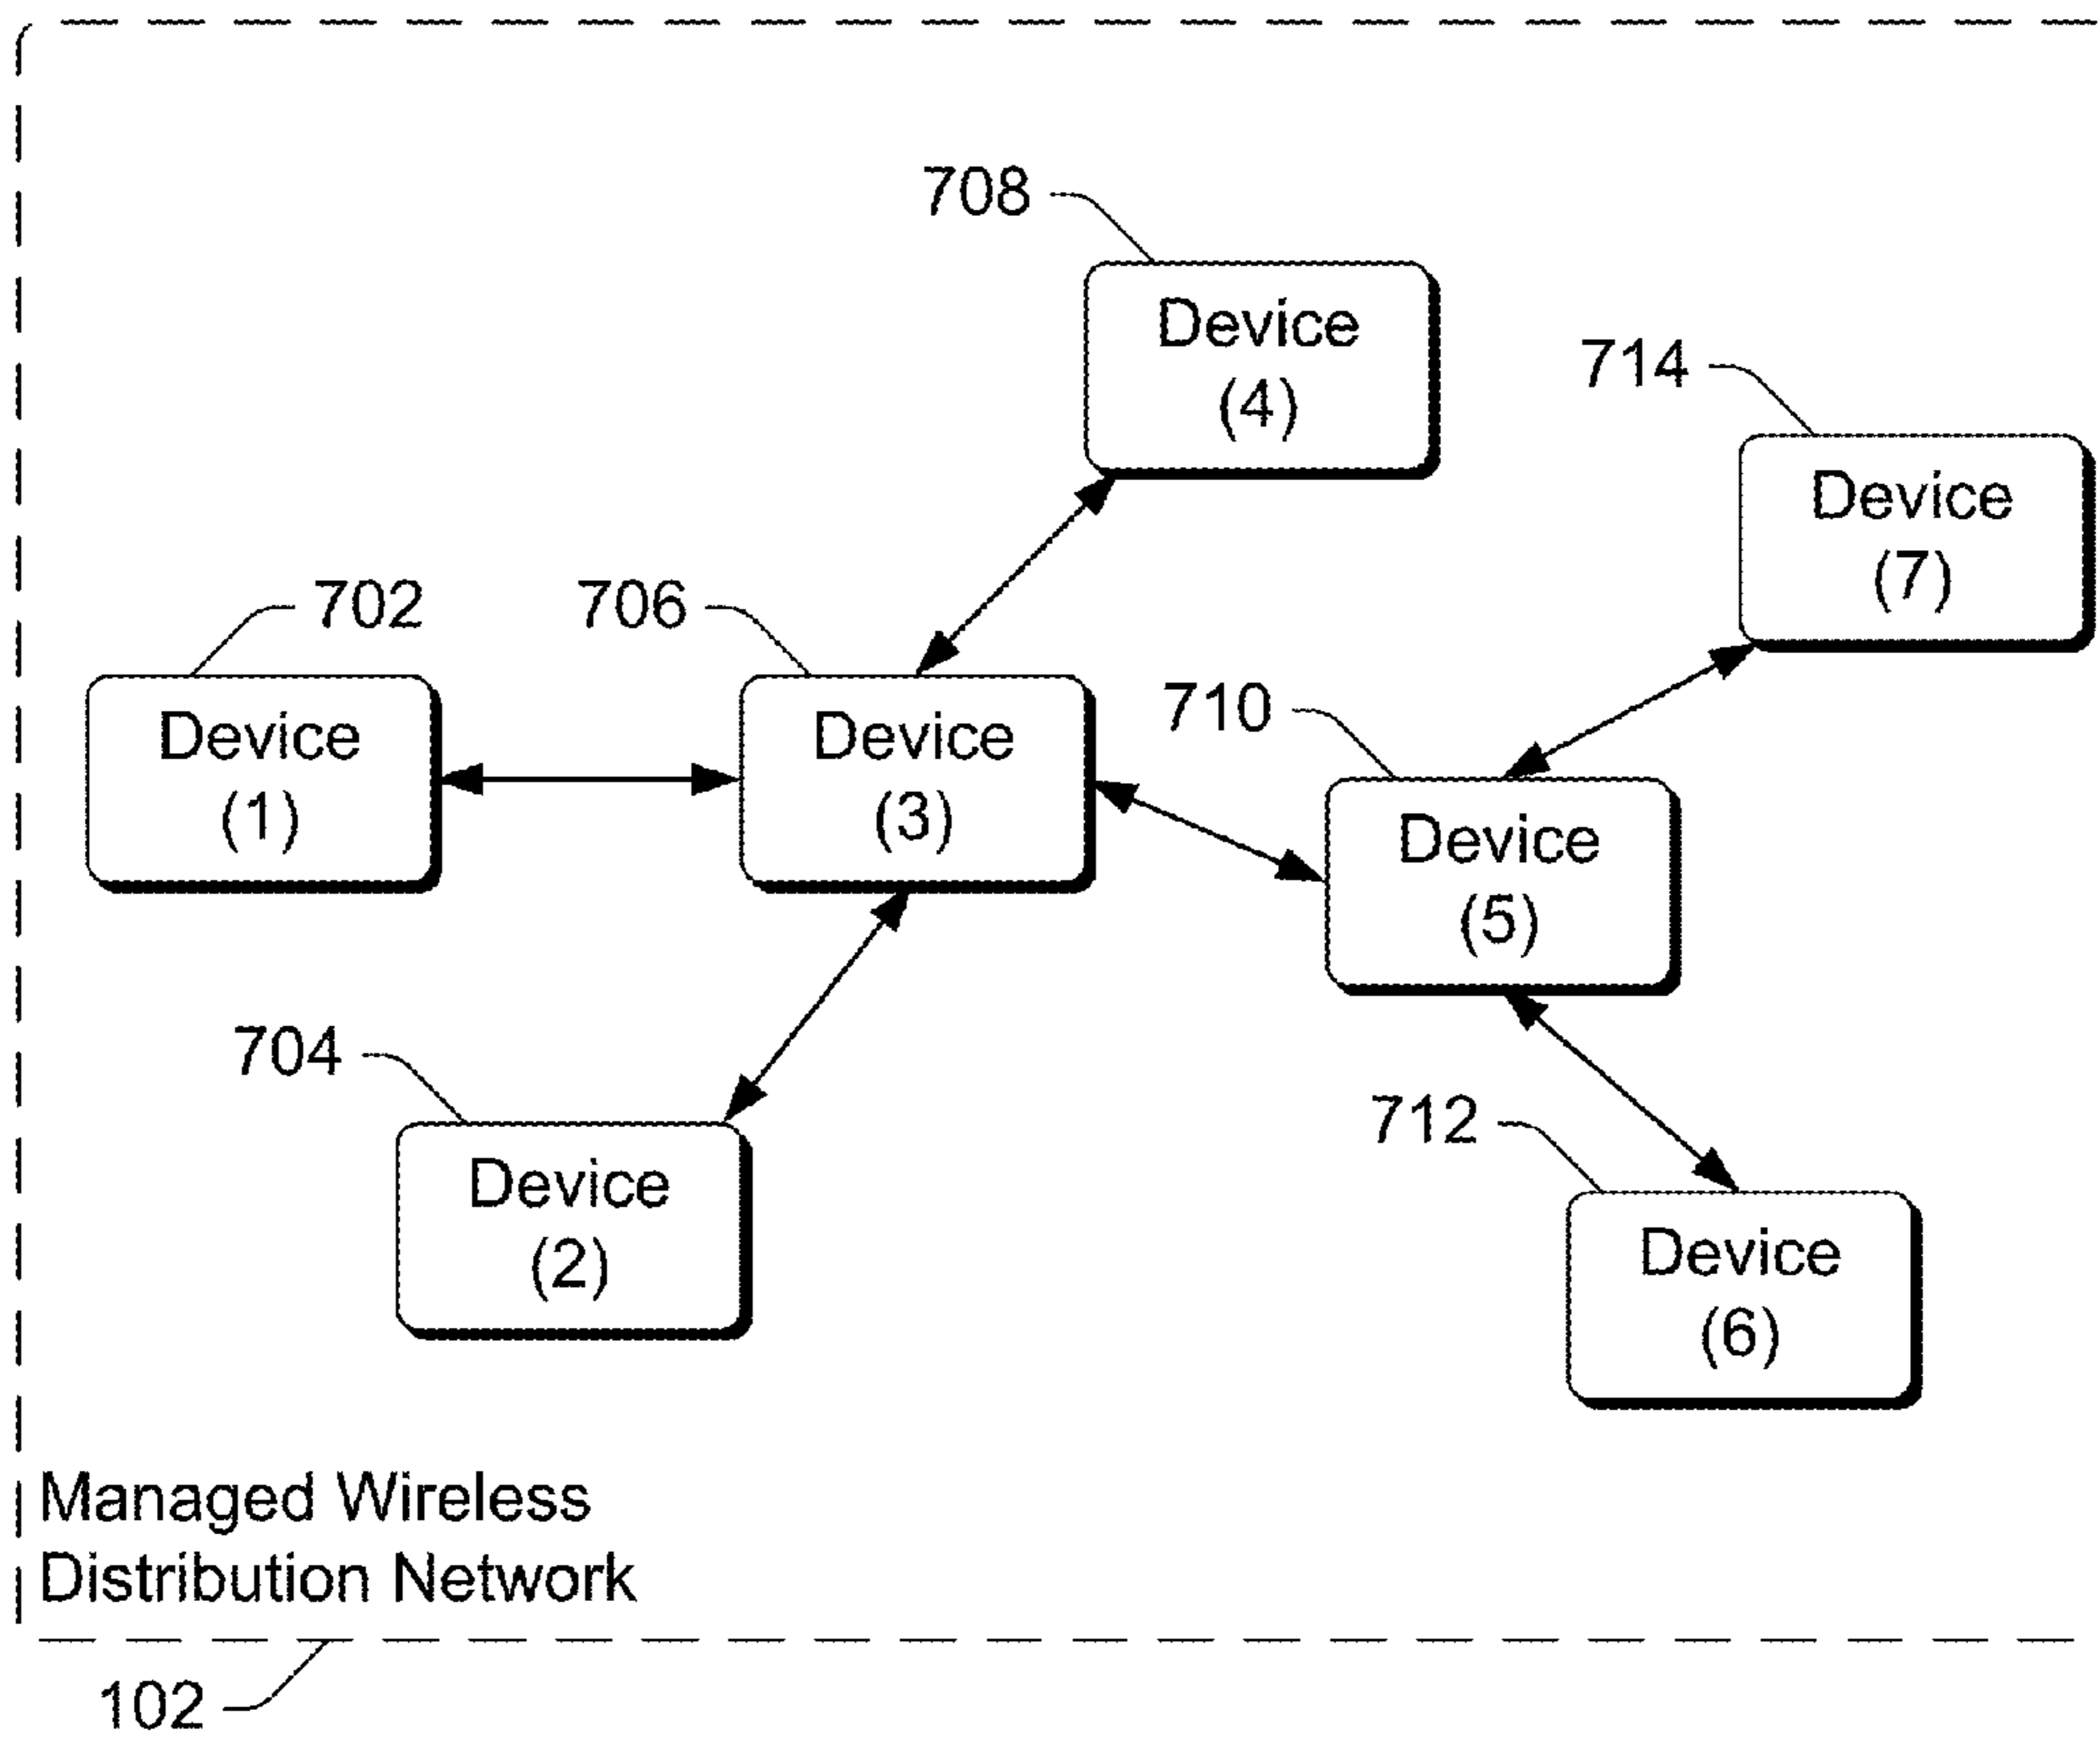 708
Device
(4)
714
Device
(7)
702
Device
(1)
706
Device
(3)
710
Device
(5)
704
Device
(2)
712
Device
(6)
Managed Wireless
Distribution Network
102